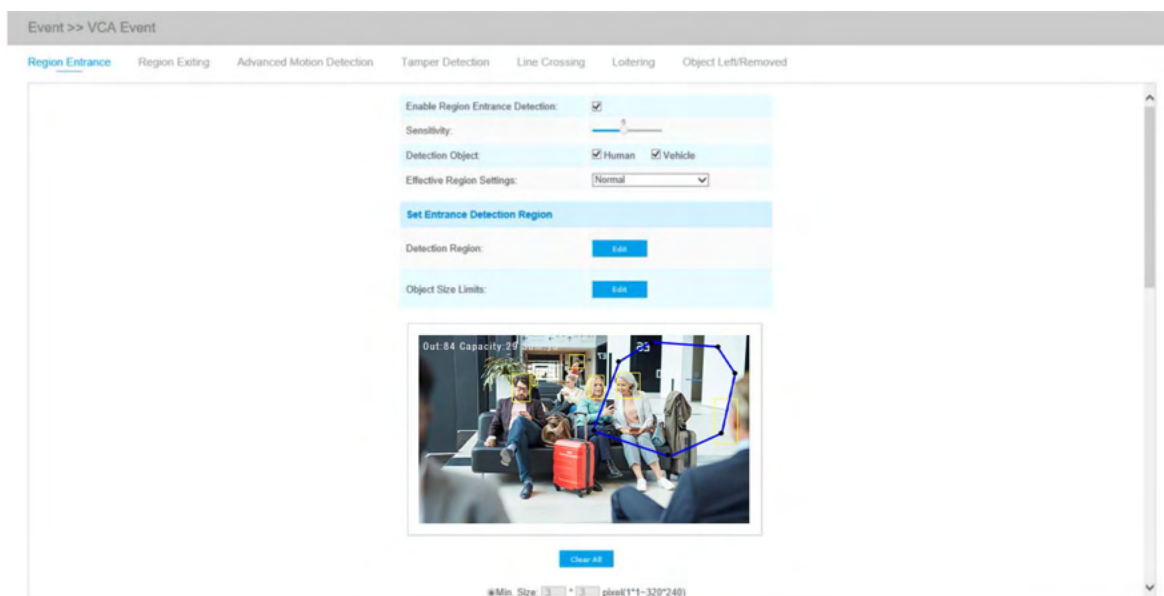 Event >> VCA Event
Region Entrance Region Exiting Advanced Motion Detection Tamper Detection Line Crossing Loitering Object Left/Removed
Enable Region Entrance Detection:
Sensitivity:
5
Detection Object: Human Vehicle
Effective Region Settings: Normal
Set Entrance Detection Region
Detection Region: Edit
Object Size Limits: Edit
Out:84 Capacity:29
Clear All
Min. Size: 3 * 3 pixel(1*1~320*240)